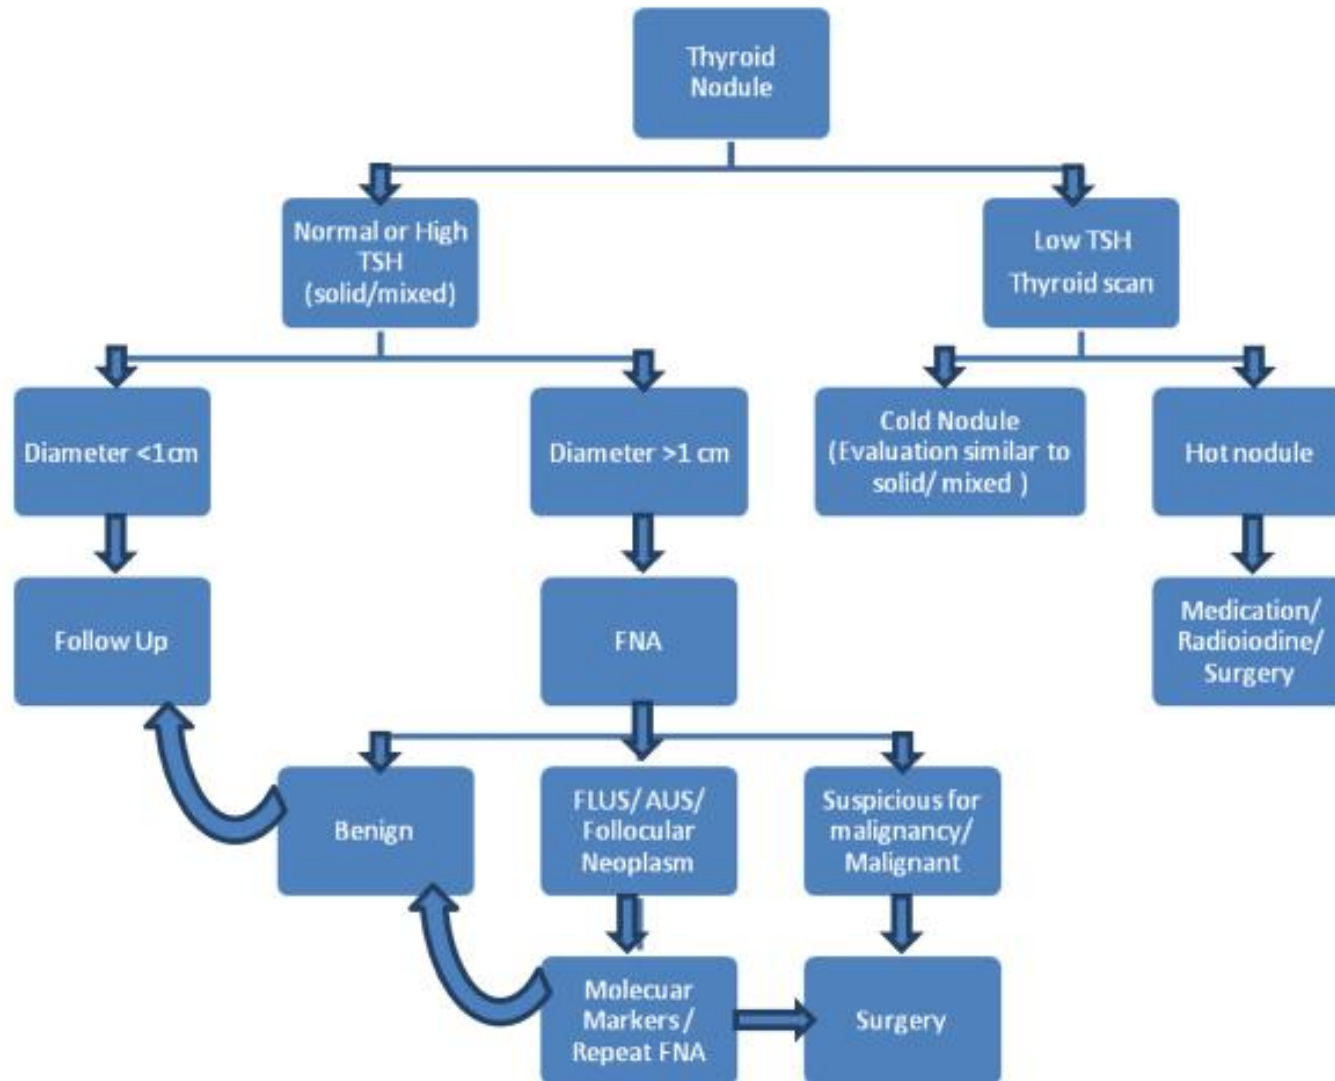 Thyroid
Nodule
Normal or High
TSH
(solid/mixed)
Low TSH
Thyroid scan
Diameter <1cm
Diameter >1 cm
Cold Nodule
(Evaluation similar to
solid/ mixed )
Hot nodule
Follow Up
FNA
Medication/
Radioiodine/
Surgery
Benign
FLUS/ AUS/
Follocular
Neoplasm
Suspicious for
malignancy/
Malignant
Molecuar
Markers /
Repeat FNA
Surgery